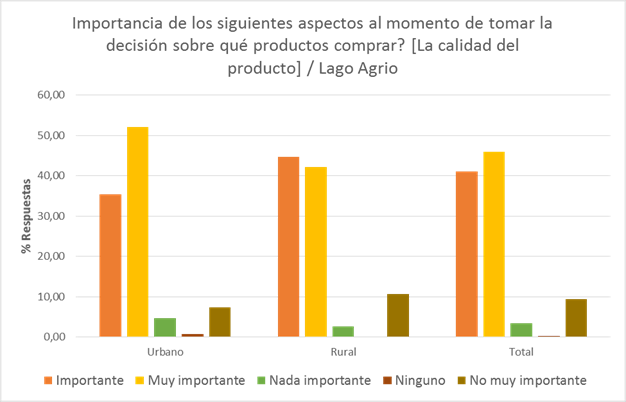 Importancia de los siguientes aspectos al momento de tomar la
decisión sobre qué productos comprar? [La calidad del
producto] / Lago Agrio
60,00
50,00
40,00
30,00
20,00
10,00
0,00
% Respuestas
Urbano Rural Total
Importante Muy importante Nada importante Ninguno No muy importante